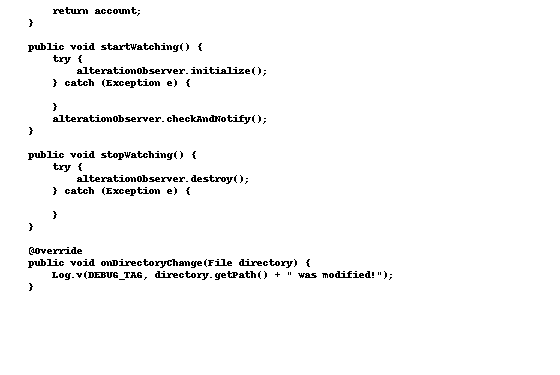 return account;
}
public void startWatching() {
try {
alterationObserver.initialize();
} catch (Exception e) {
}
alterationObserver.checkAndNotify();
}
public void stopWatching() {
try {
alterationObserver.destroy();
} catch (Exception e) {
}
}
@Override
public void onDirectoryChange(File directory) {
Log.v(DEBUG_TAG, directory.getPath() + " was modified!");
}